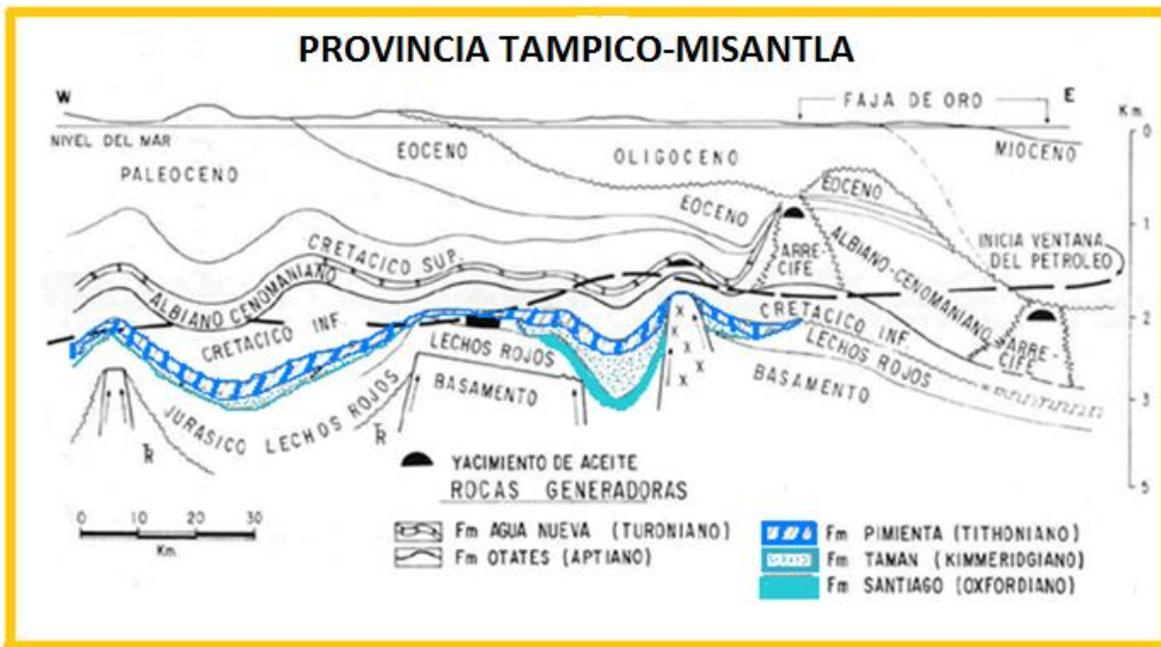 PROVINCIA TAMPICO-MISANTLA
W
FAJA DE ORO
E
Km
NIVEL DEL MAR
0
PALEOCENO
EOCENO
OLIGOCENO
MIOCENO
EOCENO
EOCENO
1
CRETACICO SUP.
ARRE-
CIFE
ALBIANO-CENOMANIANO
INICIA VENTANA
DEL PETROLEO
ALBIANO CENOMANIANO
2
CRETACICO INF.
CRETACICO INF
LECHOS ROJOS
X
X
X
X
X
LECHOS ROJOS
ARRE-
CIFE
BASAMENTO
BASAMENTO
3
JURASICO LECHOS ROJOS
TR
TR
YACIMIENTO DE ACEITE
ROCAS GENERADORAS
5
0 10 20 30
Km.
Fm AGUA NUEVA (TURONIANO)
Fm OTATES (APTIANO)
Fm PIMIENTA (TITHONIANO)
Fm TAMAN (KIMMERIDGIANO)
Fm SANTIAGO (OXFORDIANO)